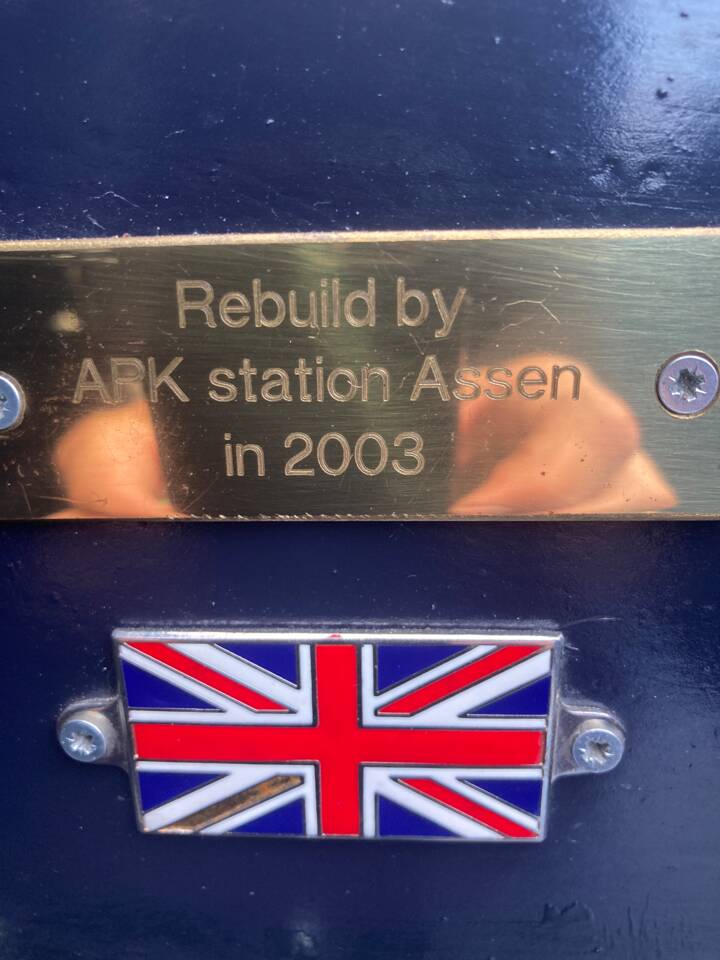 Rebuild by
APK station Assen
in 2003